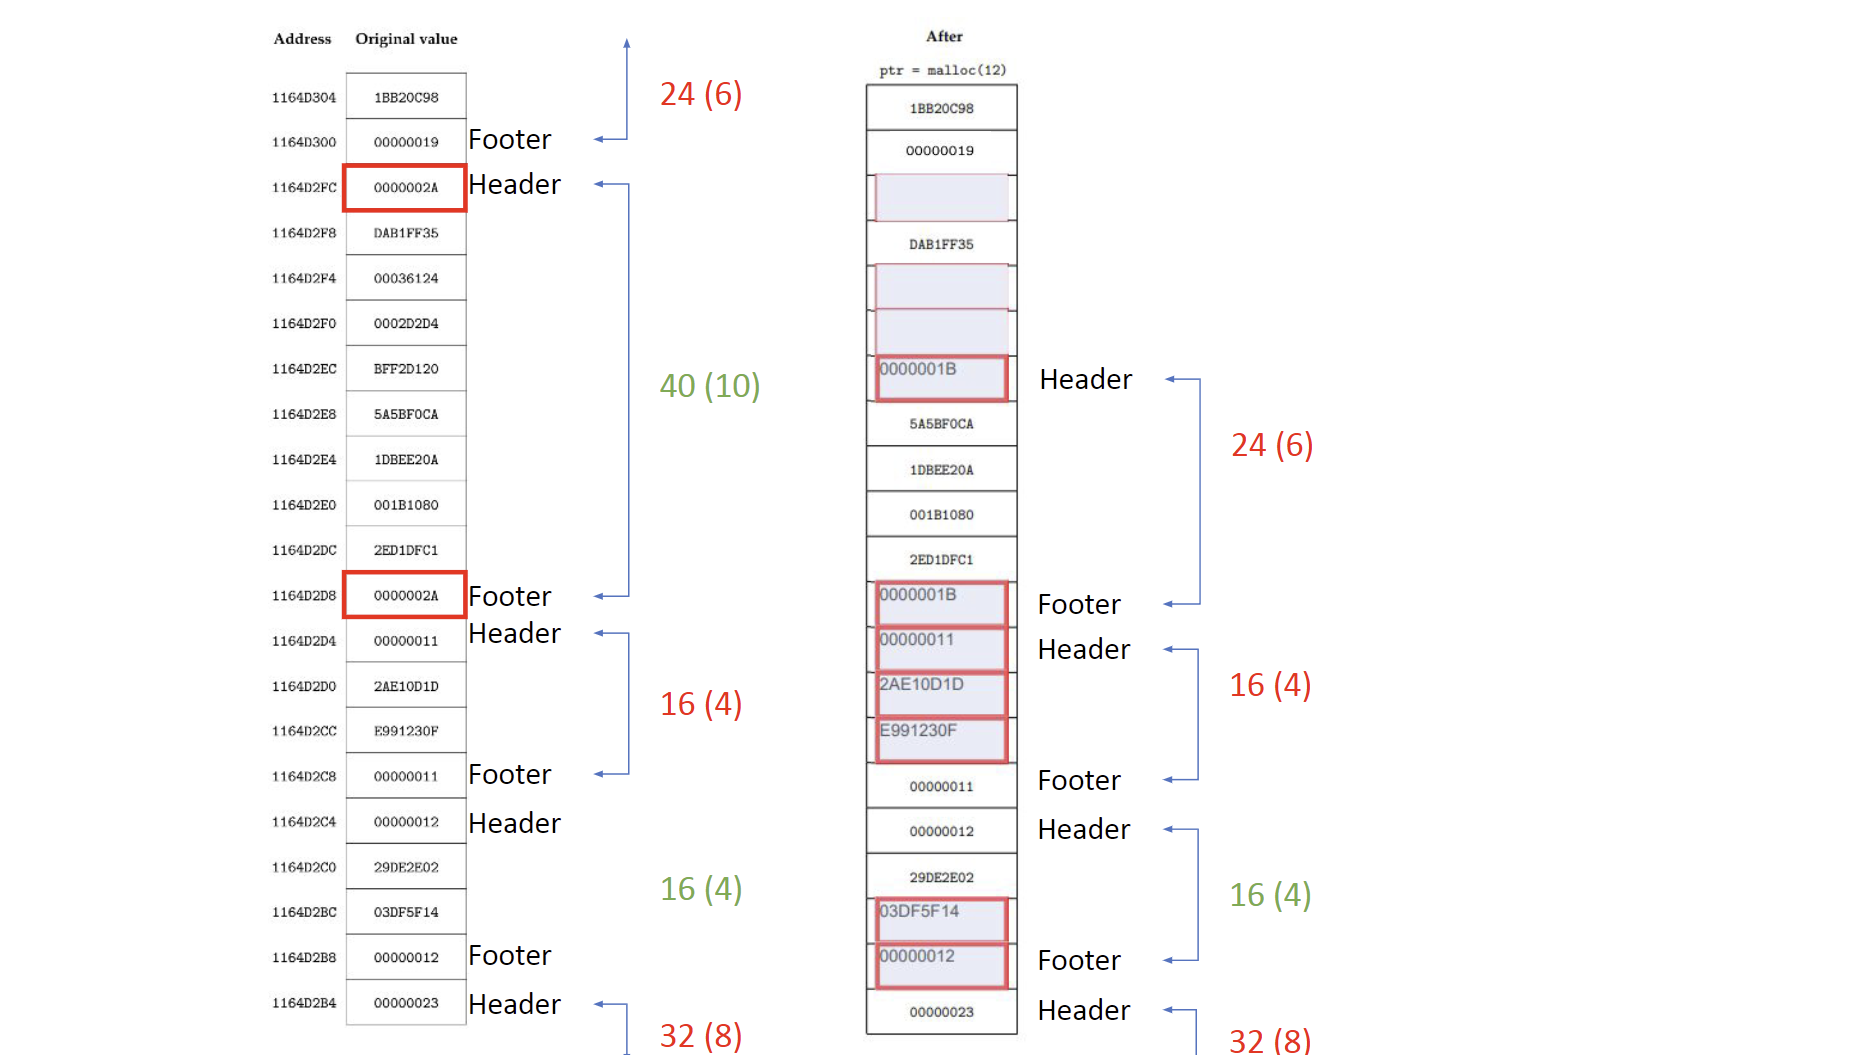 Address Original value After
ptr = malloc(12)
24 (6)
1164D304 1BB20C98 1BB20C98
1164D300 00000019 Footer 00000019
1164D2FC 0000002A Header
1164D2F8 DAB1FF35 DAB1FF35
1164D2F4 00036124
1164D2F0 0002D2D4
1164D2EC BFF2D120 0000001B Header
40 (10)
1164D2E8 5A5BF0CA 5A5BF0CA
24 (6)
1164D2E4 1DBEE20A 1DBEE20A
1164D2E0 001B1080 001B1080
1164D2DC 2ED1DFC1 2ED1DFC1
1164D2D8 0000002A Footer 0000001B Footer
1164D2D4 00000011 Header 00000011 Header
1164D2D0 2AE10D1D 16 (4) 2AE10D1D 16 (4)
1164D2CC E991230F E991230F
1164D2C8 00000011 Footer 00000011 Footer
1164D2C4 00000012 Header 00000012 Header
1164D2C0 29DE2E02 16 (4) 29DE2E02 16 (4)
1164D2BC 03DF5F14 03DF5F14
1164D2B8 00000012 Footer 00000012 Footer
1164D2B4 00000023 Header 00000023 Header
32 (8) 32 (8)